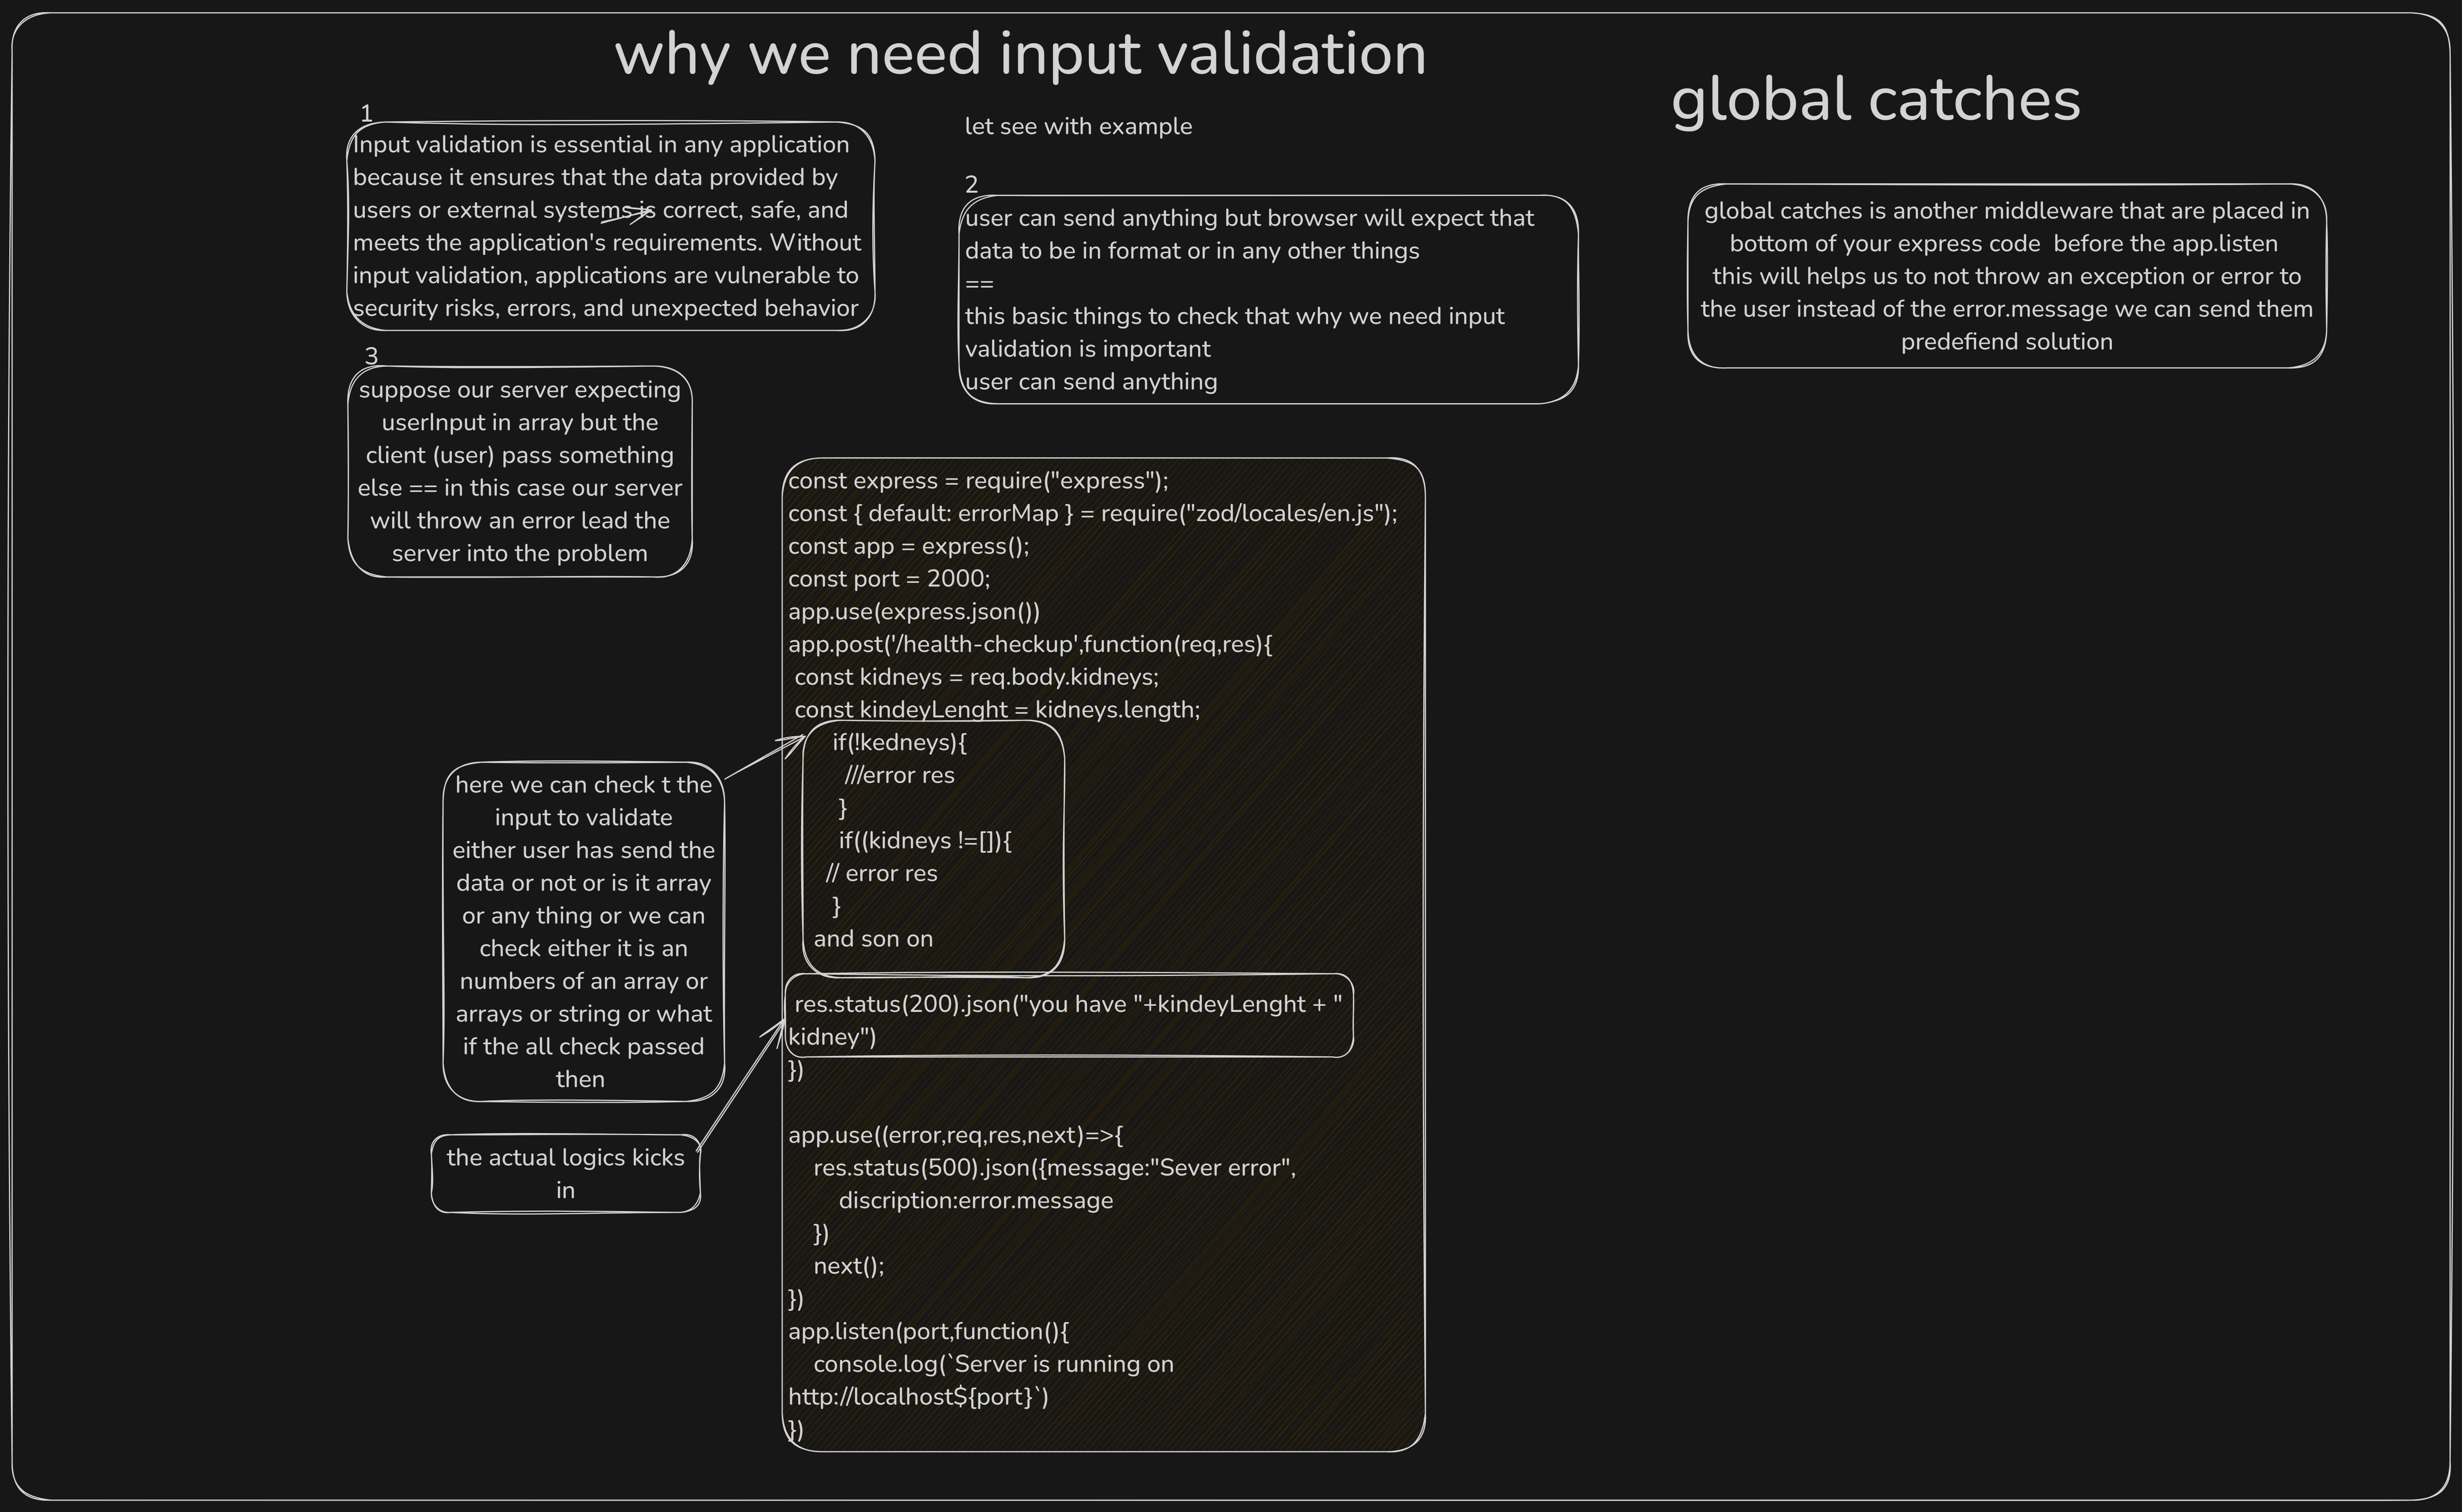 why we need input validation
global catches
1
Input validation is essential in any application
because it ensures that the data provided by
users or external systems is correct, safe, and
meets the application's requirements. Without
input validation, applications are vulnerable to
security risks, errors, and unexpected behavior
let see with example
2
user can send anything but browser will expect that
data to be in format or in any other things
==
this basic things to check that why we need input
validation is important
user can send anything
global catches is another middleware that are placed in
bottom of your express code  before the app.listen
this will helps us to not throw an exception or error to
the user instead of the error.message we can send them
predefiend solution
3
suppose our server expecting
userInput in array but the
client (user) pass something
else == in this case our server
will throw an error lead the
server into the problem
const express = require("express");
const { default: errorMap } = require("zod/locales/en.js");
const app = express();
const port = 2000;
app.use(express.json())
app.post('/health-checkup',function(req,res){
const kidneys = req.body.kidneys;
const kindeyLenght = kidneys.length;
if(!kedneys){
///error res
}
if((kidneys !=[]){
// error res
}
and son on
res.status(200).json("you have "+kindeyLenght + "
kidney")
})
app.use((error,req,res,next)=>{
res.status(500).json({message:"Sever error",
discription:error.message
})
next();
})
app.listen(port,function(){
console.log(`Server is running on
http://localhost${port}`)
})
here we can check t the
input to validate
either user has send the
data or not or is it array
or any thing or we can
check either it is an
numbers of an array or
arrays or string or what
if the all check passed
then
the actual logics kicks
in